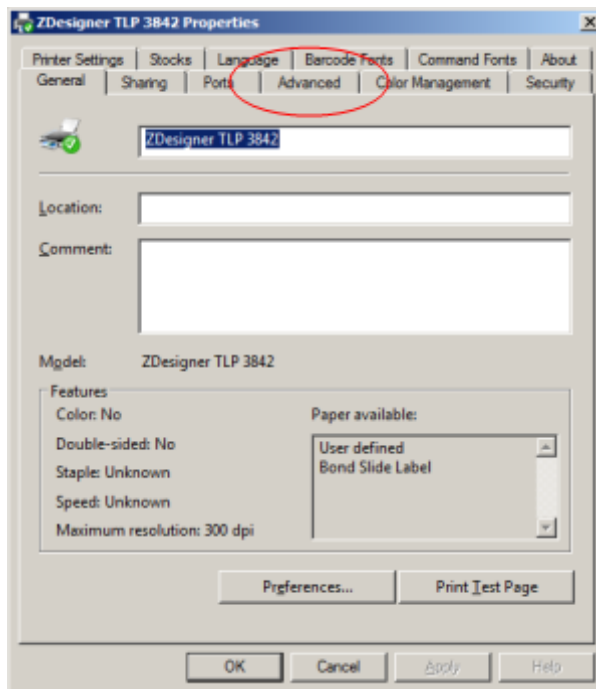 ZDesigner TLP 3842 Properties
Printer Settings Stocks Language Barcode Fonts Command Fonts About
General Sharing Ports Advanced Color Management Security
ZDesigner TLP 3842
Location:
Comment:
Model: ZDesigner TLP 3842
Features
Color: No
Paper available:
Double-sided: No
User defined
Staple: Unknown
Bond Slide Label
Speed: Unknown
Maximum resolution: 300 dpi
Preferences... Print Test Page
OK Cancel Apply Help